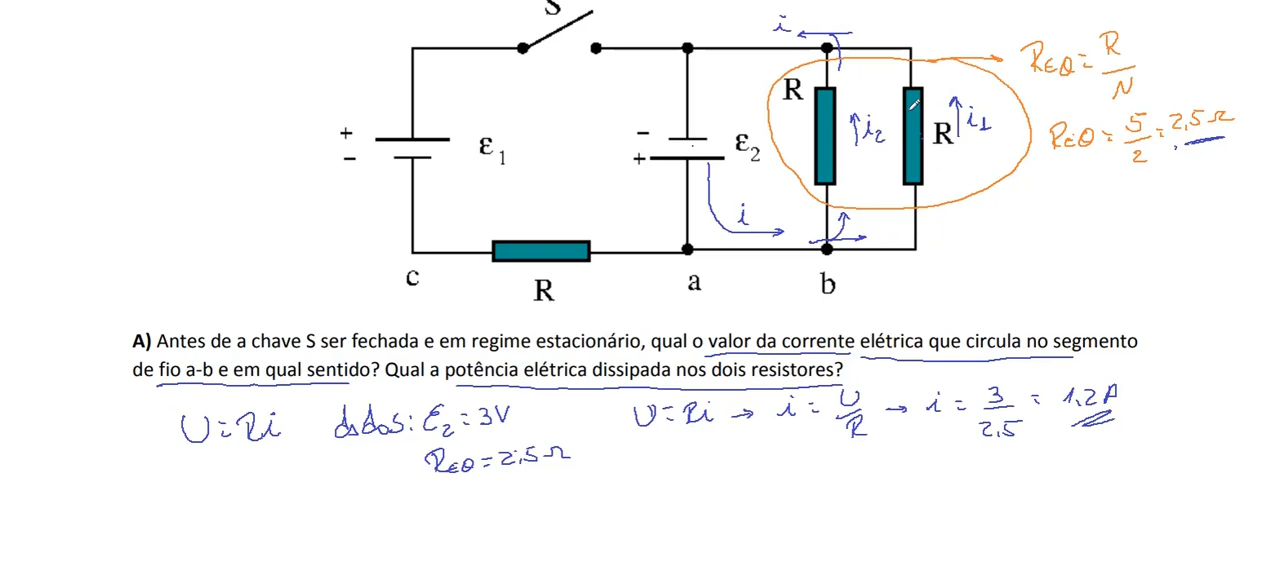 S
i
R
R
i₂
i₁
+
-
ε₁
-
+
ε₂
i
c
R
a
b
REQ = R/N
REQ = 5/2 = 2,5 Ω
A) Antes de a chave S ser fechada e em regime estacionário, qual o valor da corrente elétrica que circula no segmento
de fio a-b e em qual sentido? Qual a potência elétrica dissipada nos dois resistores?
U = Ri dados: ε₂ = 3V U = Ri → i = U/R → i = 3/2,5 = 1,2A
REQ = 2,5 Ω